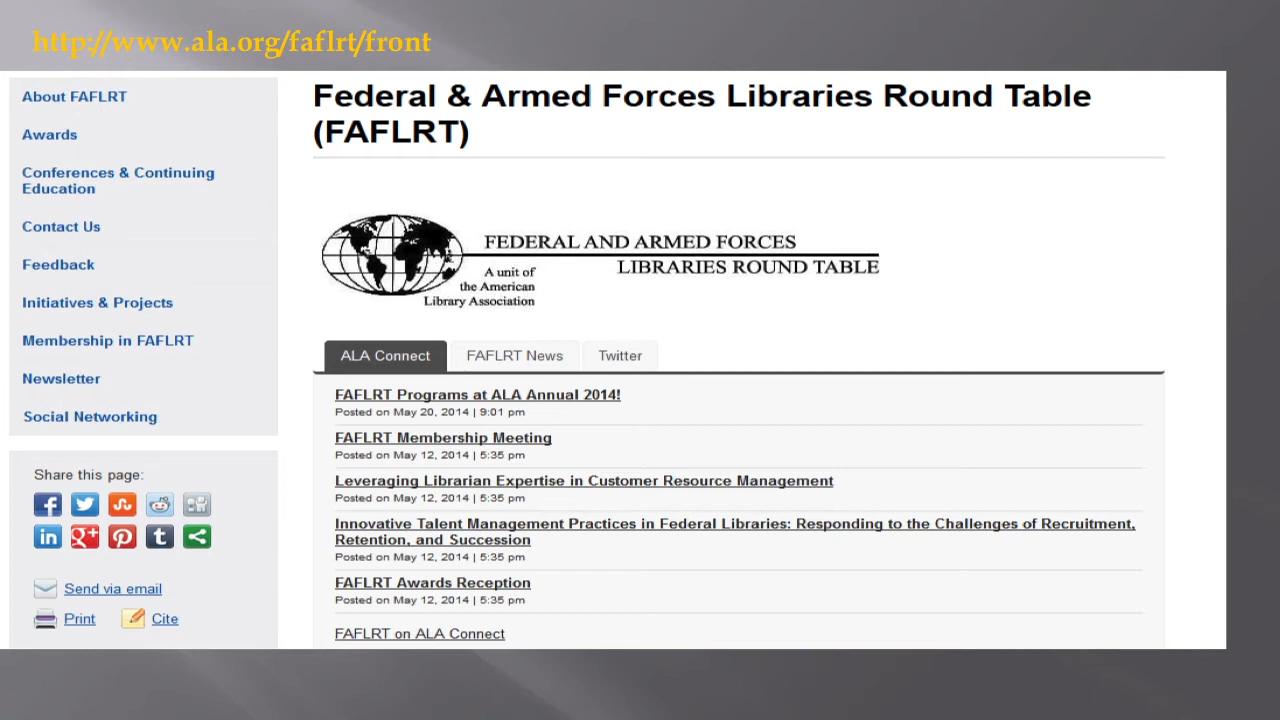 http://www.ala.org/faflrt/front
About FAFLRT
Awards
Conferences & Continuing
Education
Contact Us
Feedback
Initiatives & Projects
Membership in FAFLRT
Newsletter
Social Networking
Share this page:
Send via email
Print
Cite
Federal & Armed Forces Libraries Round Table
(FAFLRT)
FEDERAL AND ARMED FORCES
LIBRARIES ROUND TABLE
A unit of
the American
Library Association
ALA Connect
FAFLRT News
Twitter
FAFLRT Programs at ALA Annual 2014!
Posted on May 20, 2014 | 9:01 pm
FAFLRT Membership Meeting
Posted on May 12, 2014 | 5:35 pm
Leveraging Librarian Expertise in Customer Resource Management
Posted on May 12, 2014 | 5:35 pm
Innovative Talent Management Practices in Federal Libraries: Responding to the Challenges of Recruitment,
Retention, and Succession
Posted on May 12, 2014 | 5:35 pm
FAFLRT Awards Reception
Posted on May 12, 2014 | 5:35 pm
FAFLRT on ALA Connect